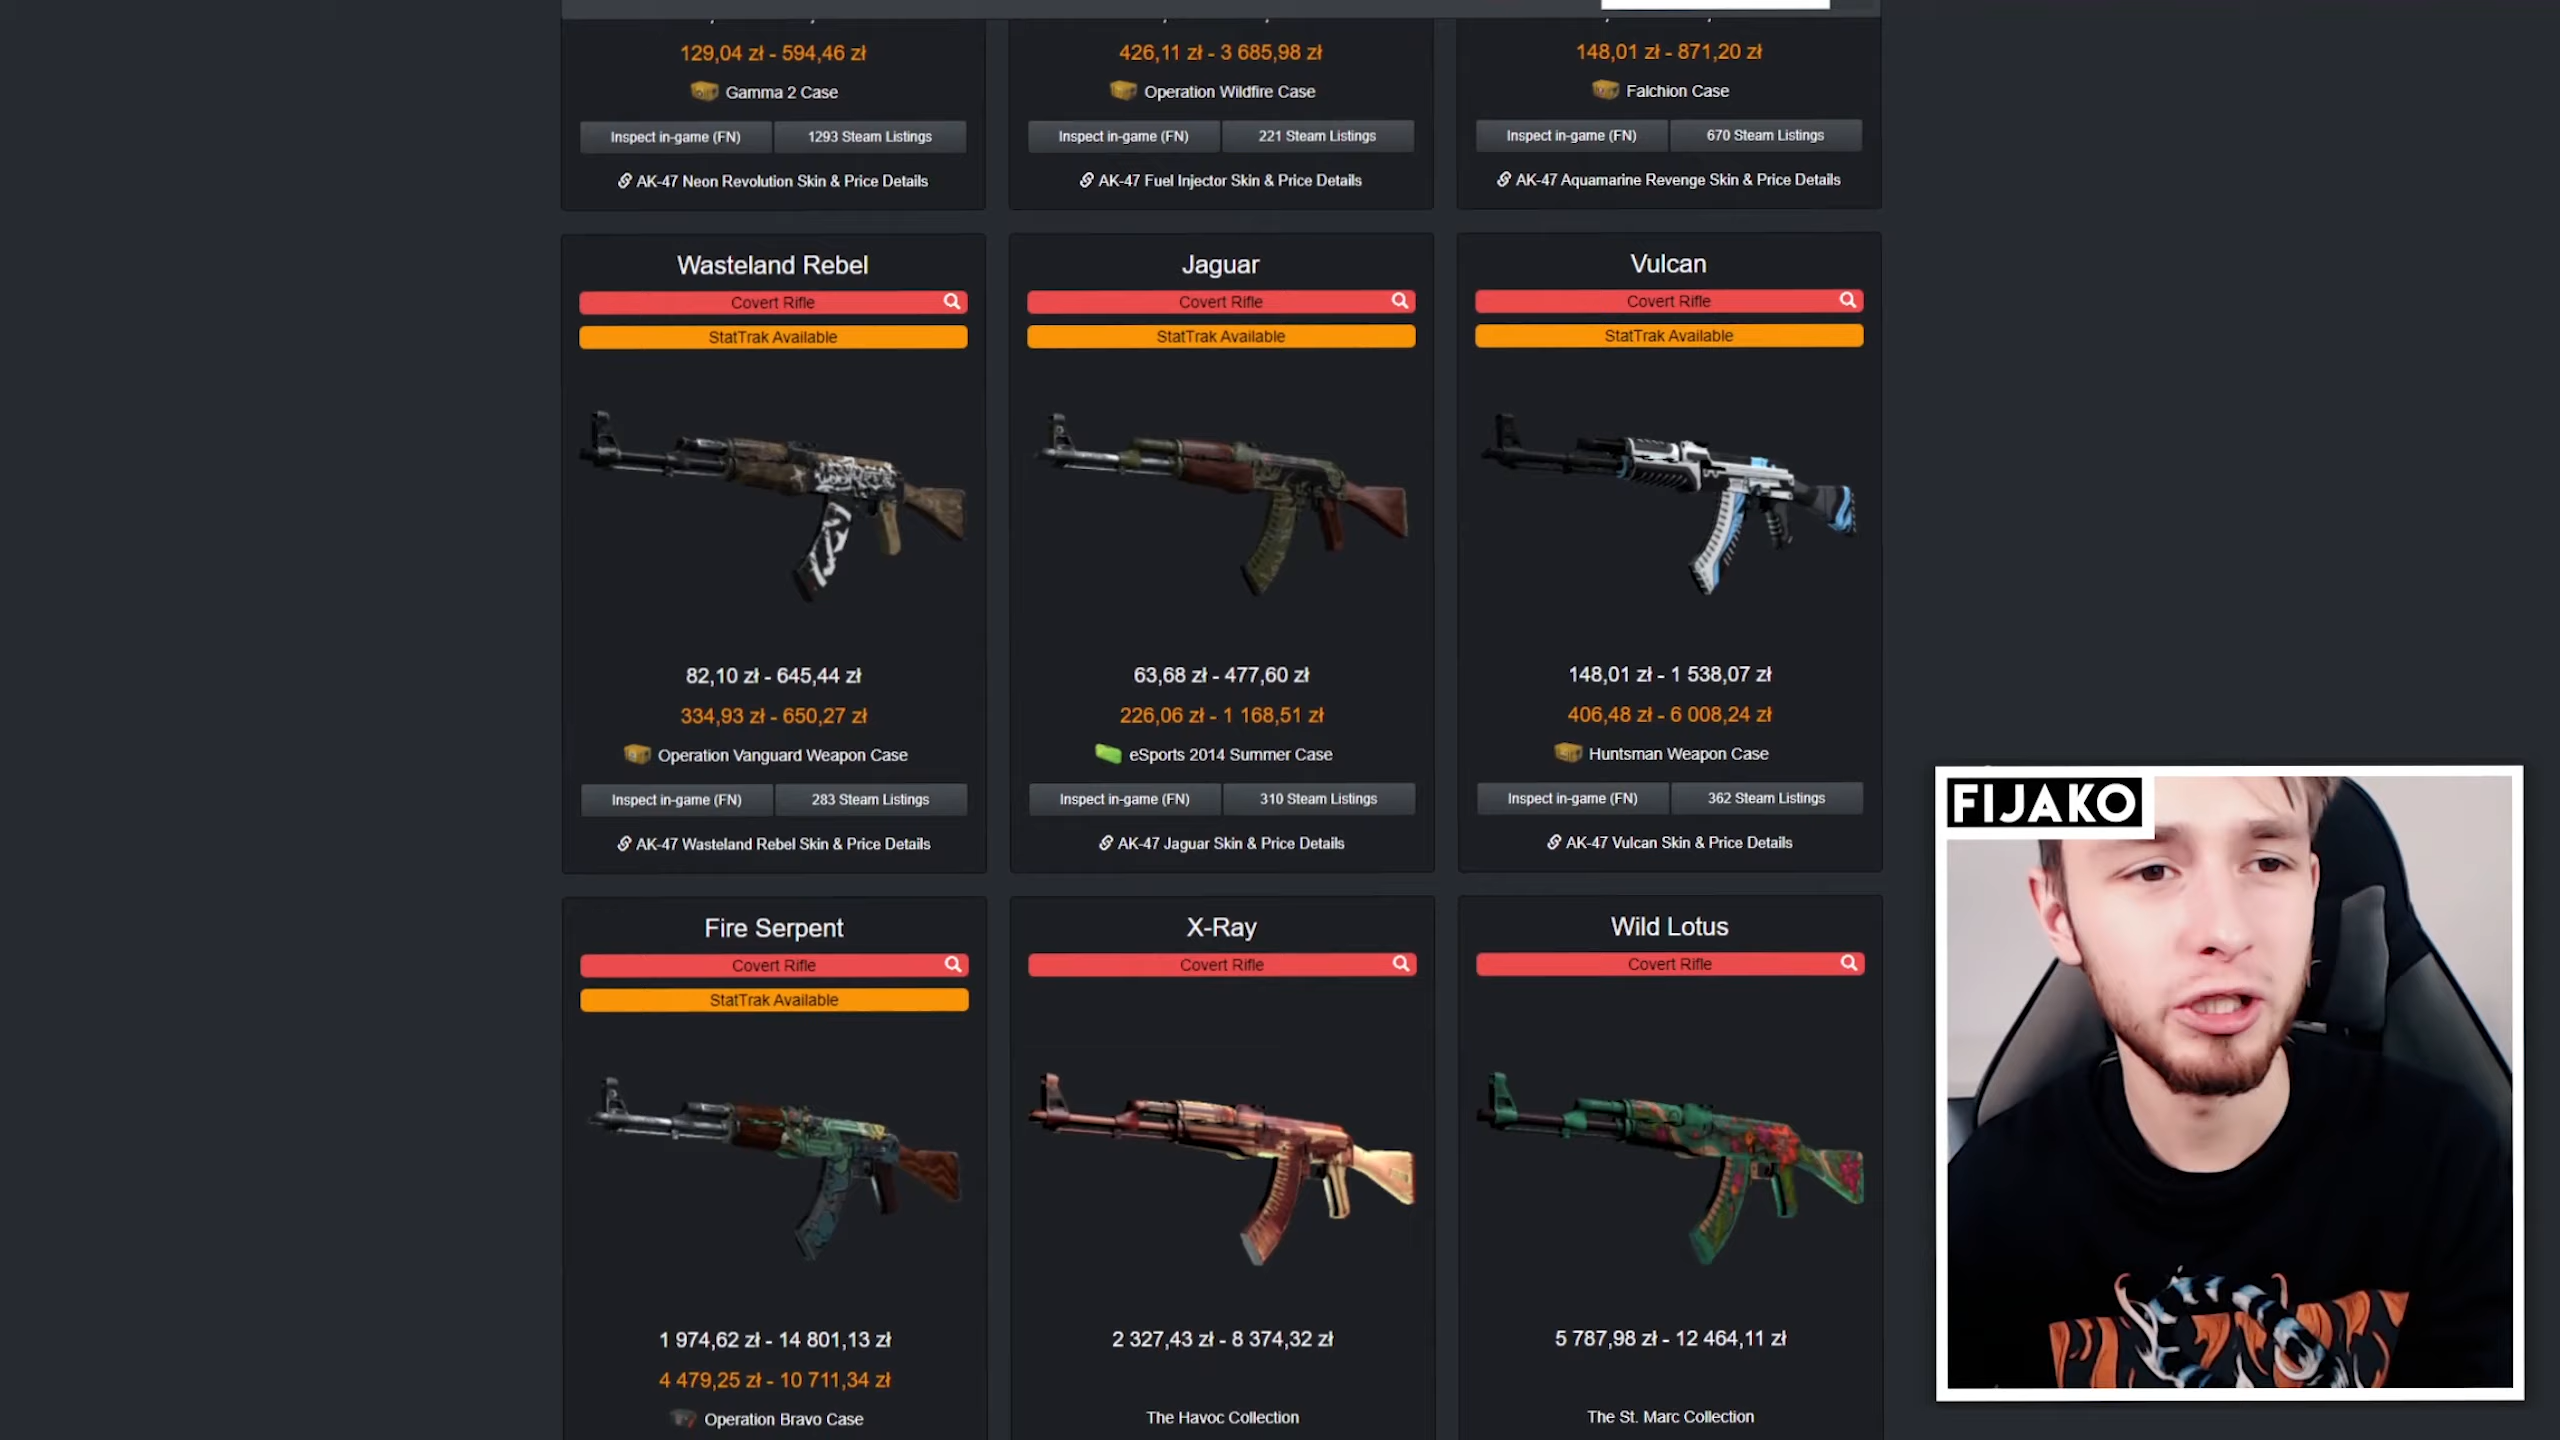 129,04 zł - 594,46 zł
Gamma 2 Case
Inspect in-game (FN)
1293 Steam Listings
AK-47 Neon Revolution Skin & Price Details
426,11 zł - 3 685,98 zł
Operation Wildfire Case
Inspect in-game (FN)
221 Steam Listings
AK-47 Fuel Injector Skin & Price Details
148,01 zł - 871,20 zł
Falchion Case
Inspect in-game (FN)
670 Steam Listings
AK-47 Aquamarine Revenge Skin & Price Details
Wasteland Rebel
Covert Rifle
StatTrak Available
82,10 zł - 645,44 zł
334,93 zł - 650,27 zł
Operation Vanguard Weapon Case
Inspect in-game (FN)
283 Steam Listings
AK-47 Wasteland Rebel Skin & Price Details
Jaguar
Covert Rifle
StatTrak Available
63,68 zł - 477,60 zł
226,06 zł - 1 168,51 zł
eSports 2014 Summer Case
Inspect in-game (FN)
310 Steam Listings
AK-47 Jaguar Skin & Price Details
Vulcan
Covert Rifle
StatTrak Available
148,01 zł - 1 538,07 zł
406,48 zł - 6 008,24 zł
Huntsman Weapon Case
Inspect in-game (FN)
362 Steam Listings
AK-47 Vulcan Skin & Price Details
Fire Serpent
Covert Rifle
StatTrak Available
1 974,62 zł - 14 801,13 zł
4 479,25 zł - 10 711,34 zł
Operation Bravo Case
X-Ray
Covert Rifle
2 327,43 zł - 8 374,32 zł
The Havoc Collection
Wild Lotus
Covert Rifle
5 787,98 zł - 12 464,11 zł
The St. Marc Collection
FIJAKO